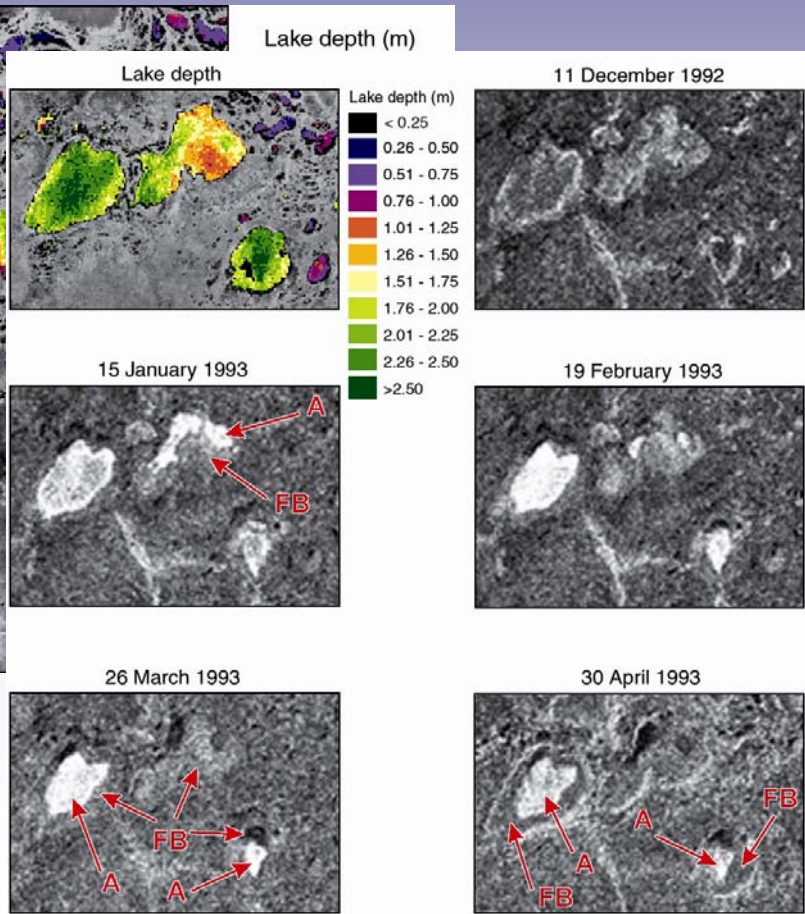 Lake depth (m)
Lake depth
Lake depth (m)
< 0.25
0.26 - 0.50
0.51 - 0.75
0.76 - 1.00
1.01 - 1.25
1.26 - 1.50
1.51 - 1.75
1.76 - 2.00
2.01 - 2.25
2.26 - 2.50
>2.50
11 December 1992
15 January 1993
A
FB
19 February 1993
26 March 1993
FB
A
A
30 April 1993
FB
A
A
FB